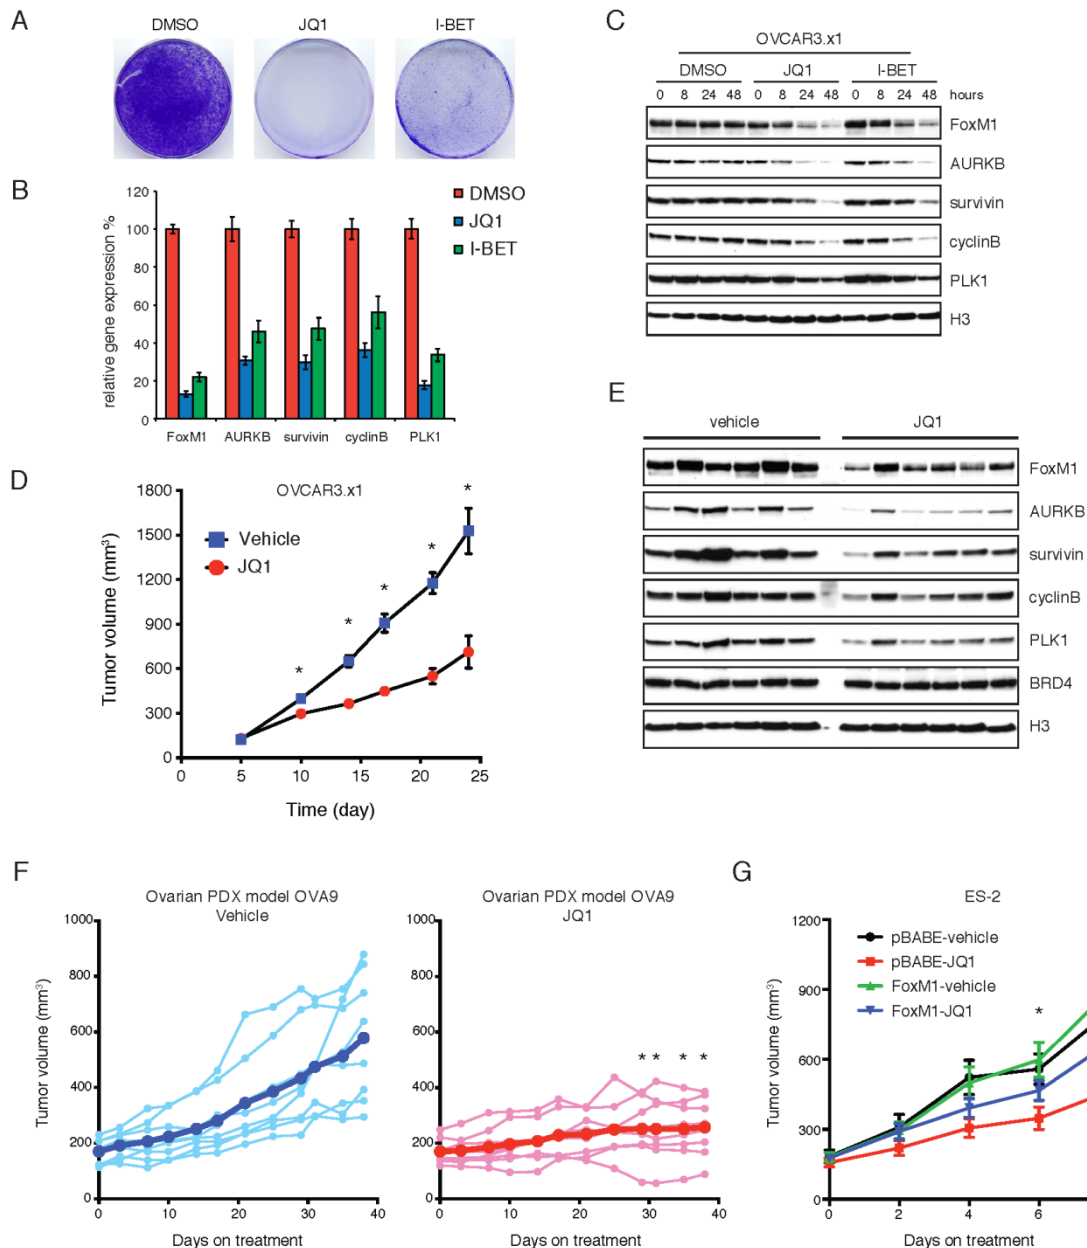 A
DMSO
JQ1
I-BET
B
relative gene expression %
120
100
80
60
40
20
0
DMSO
JQ1
I-BET
FoxM1
AURKB
survivin
cyclinB
PLK1
C
OVCAR3.x1
DMSO
JQ1
I-BET
0 8 24 48 0 8 24 48 0 8 24 48 hours
FoxM1
AURKB
survivin
cyclinB
PLK1
H3
D
OVCAR3.x1
Tumor volume (mm³)
1800
1500
1200
900
600
300
0
Vehicle
JQ1
* * * * * *
0 5 10 15 20 25
Time (day)
E
vehicle
JQ1
FoxM1
AURKB
survivin
cyclinB
PLK1
BRD4
H3
F
Ovarian PDX model OVA9
Vehicle
Tumor volume (mm³)
1000
800
600
400
200
0
0 10 20 30 40
Days on treatment
Ovarian PDX model OVA9
JQ1
Tumor volume (mm³)
1000
800
600
400
200
0
* * * *
0 10 20 30 40
Days on treatment
G
ES-2
Tumor volume (mm³)
1200
900
600
300
0
pBABE-vehicle
pBABE-JQ1
FoxM1-vehicle
FoxM1-JQ1
*
0 2 4 6
Days on treatment